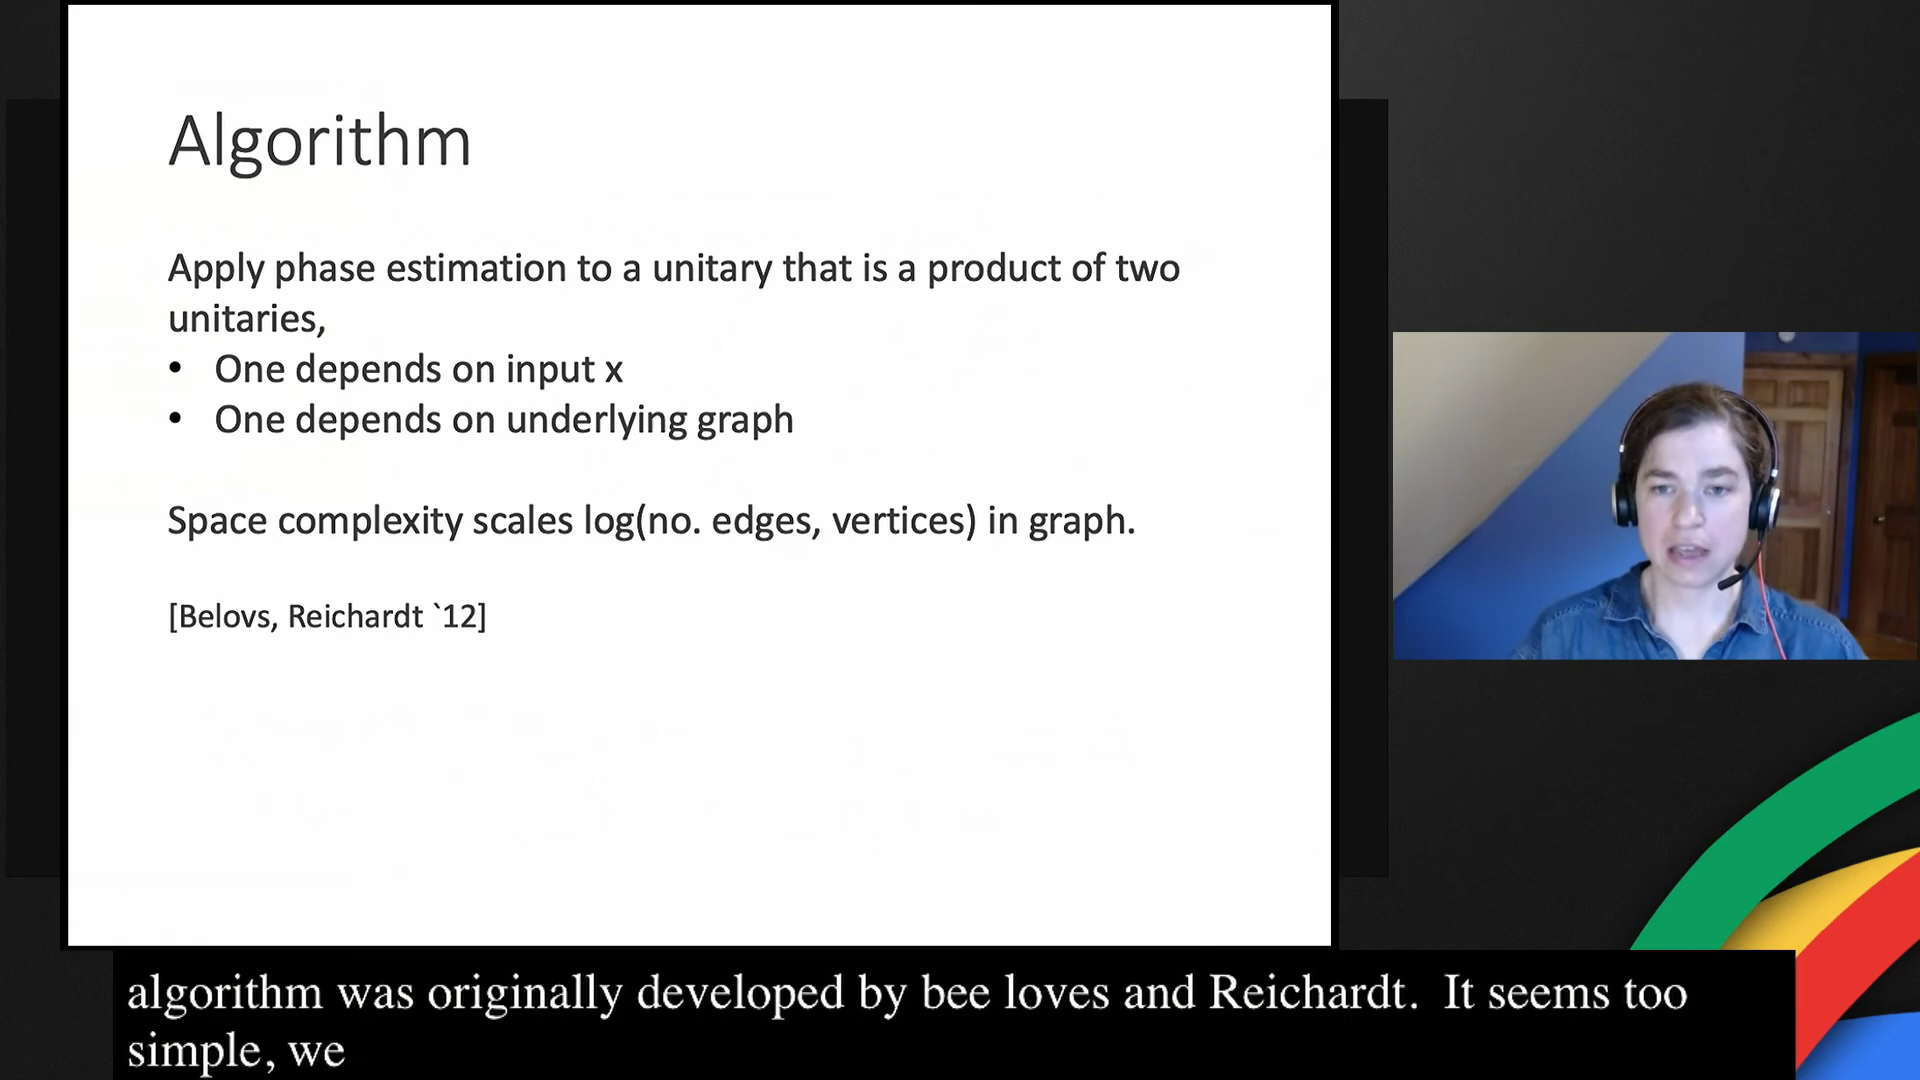 Algorithm
Apply phase estimation to a unitary that is a product of two
unitaries,
• One depends on input x
• One depends on underlying graph
Space complexity scales log(no. edges, vertices) in graph.
[Belovs, Reichardt `12]
algorithm was originally developed by bee loves and Reichardt.  It seems too
simple, we